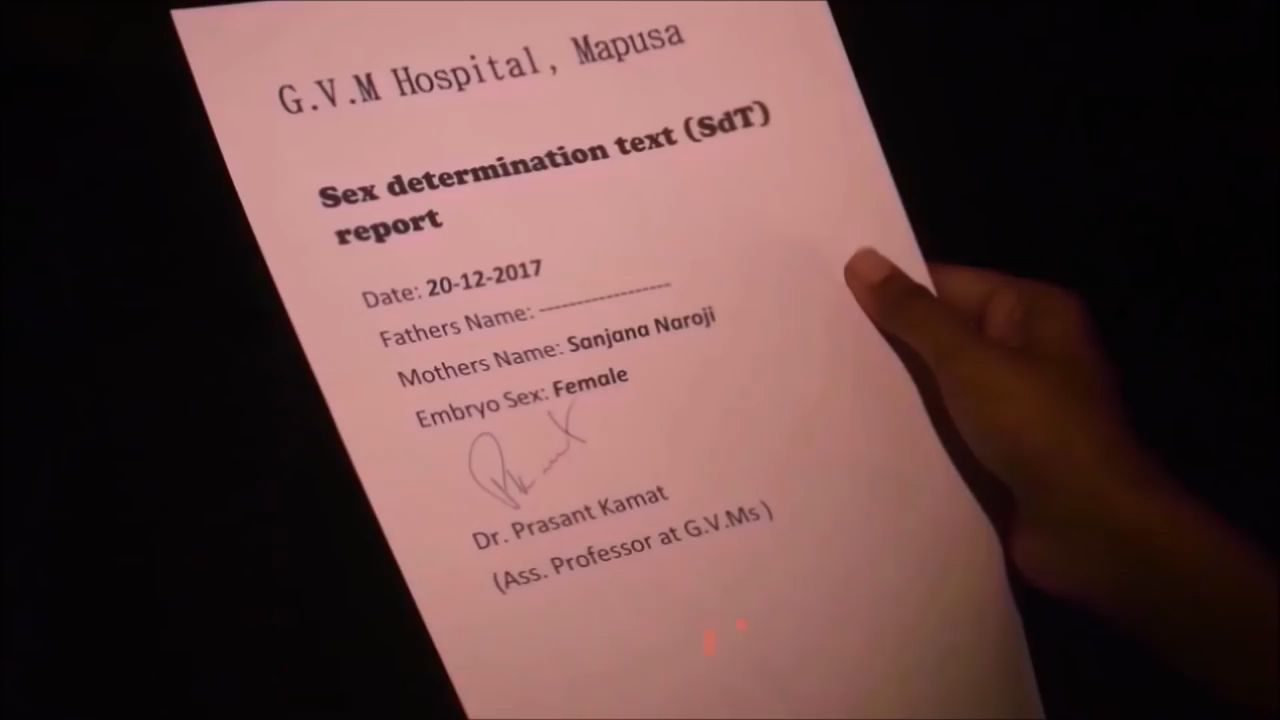 G.V.M Hospital, Mapusa
Sex determination text (SdT)
report
Date: 20-12-2017
Fathers Name: ------------------
Mothers Name: Sanjana Naroji
Embryo Sex: Female
Dr. Prasant Kamat
(Ass. Professor at G.V.Ms)